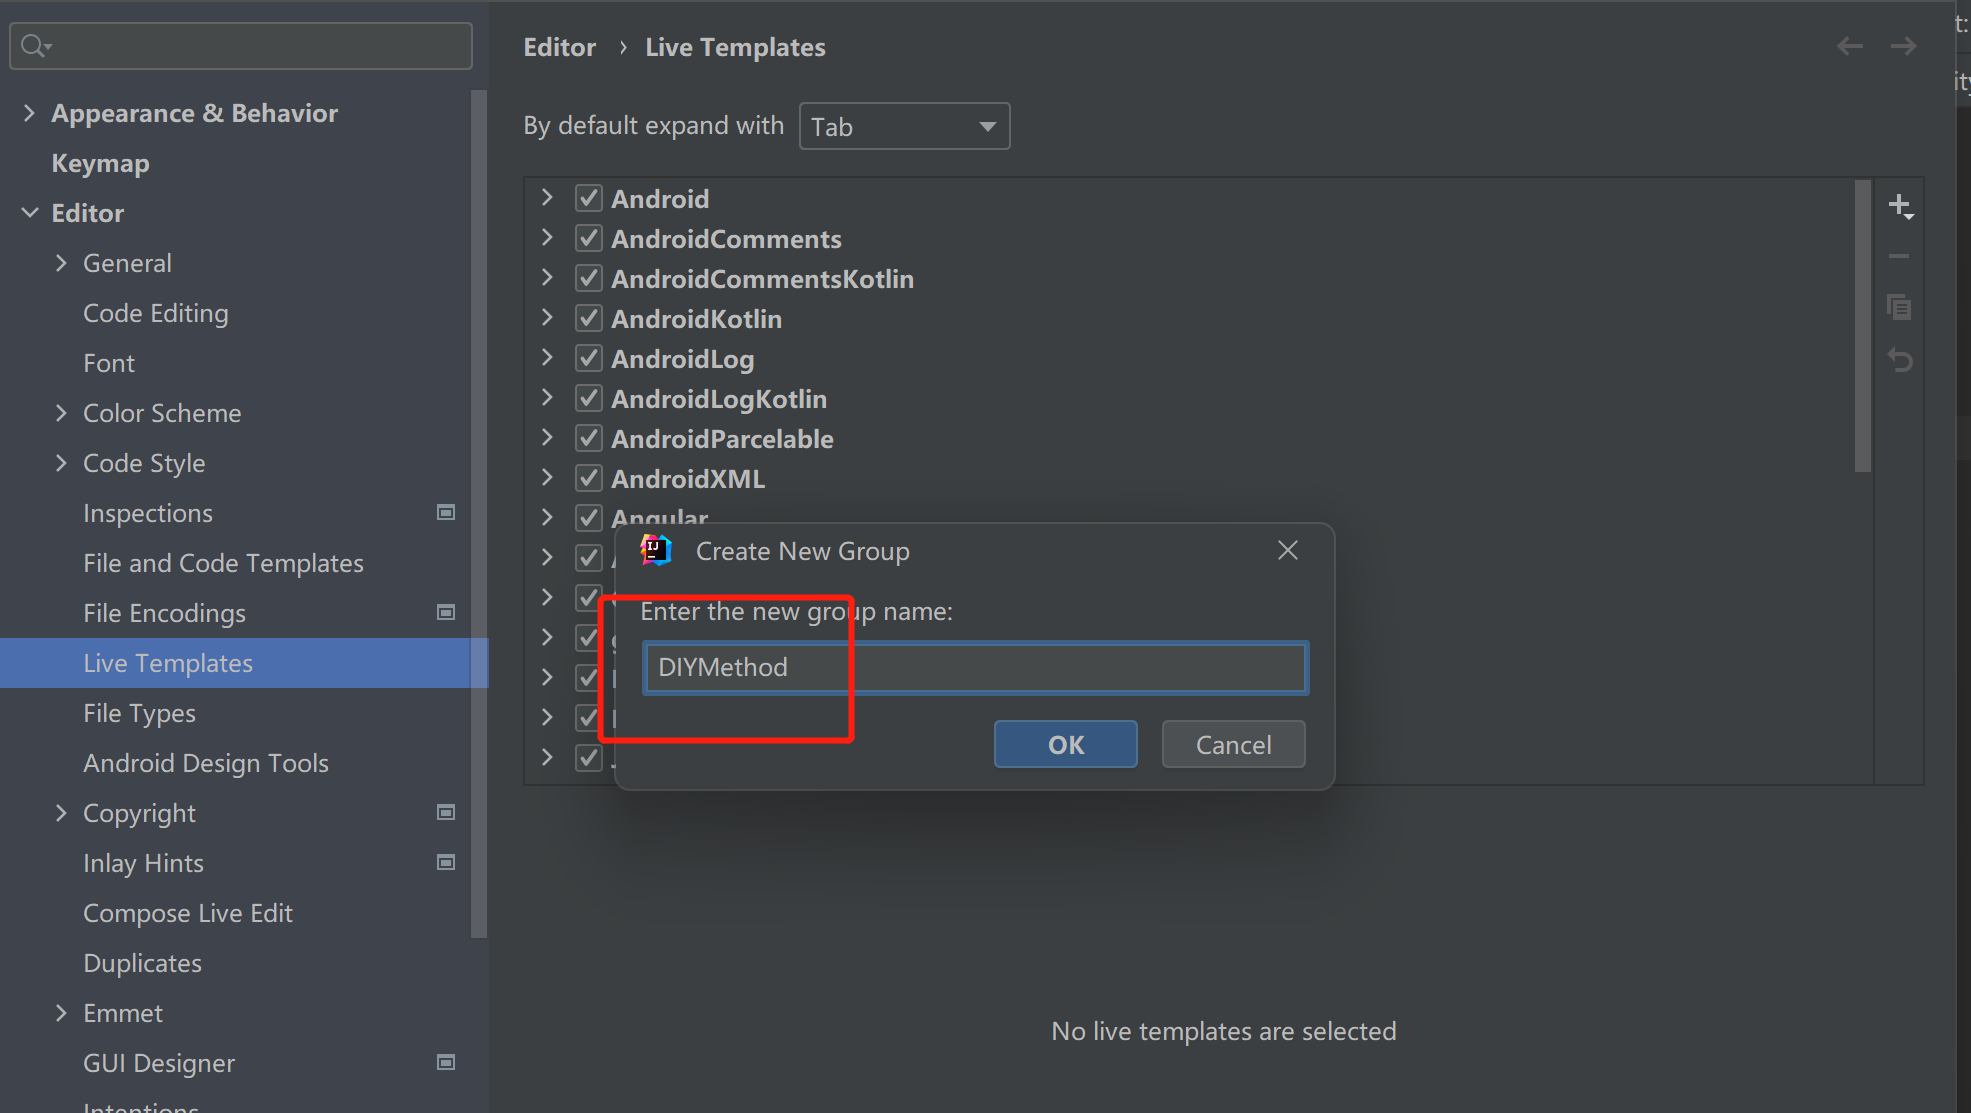 Editor › Live Templates
By default expand with Tab
Appearance & Behavior
Keymap
Editor
General
Code Editing
Font
Color Scheme
Code Style
Inspections
File and Code Templates
File Encodings
Live Templates
File Types
Android Design Tools
Copyright
Inlay Hints
Compose Live Edit
Duplicates
Emmet
GUI Designer
Intentions
Android
AndroidComments
AndroidCommentsKotlin
AndroidKotlin
AndroidLog
AndroidLogKotlin
AndroidParcelable
AndroidXML
Angular
IJ
Create New Group
Enter the new group name:
DIYMethod
OK Cancel
No live templates are selected